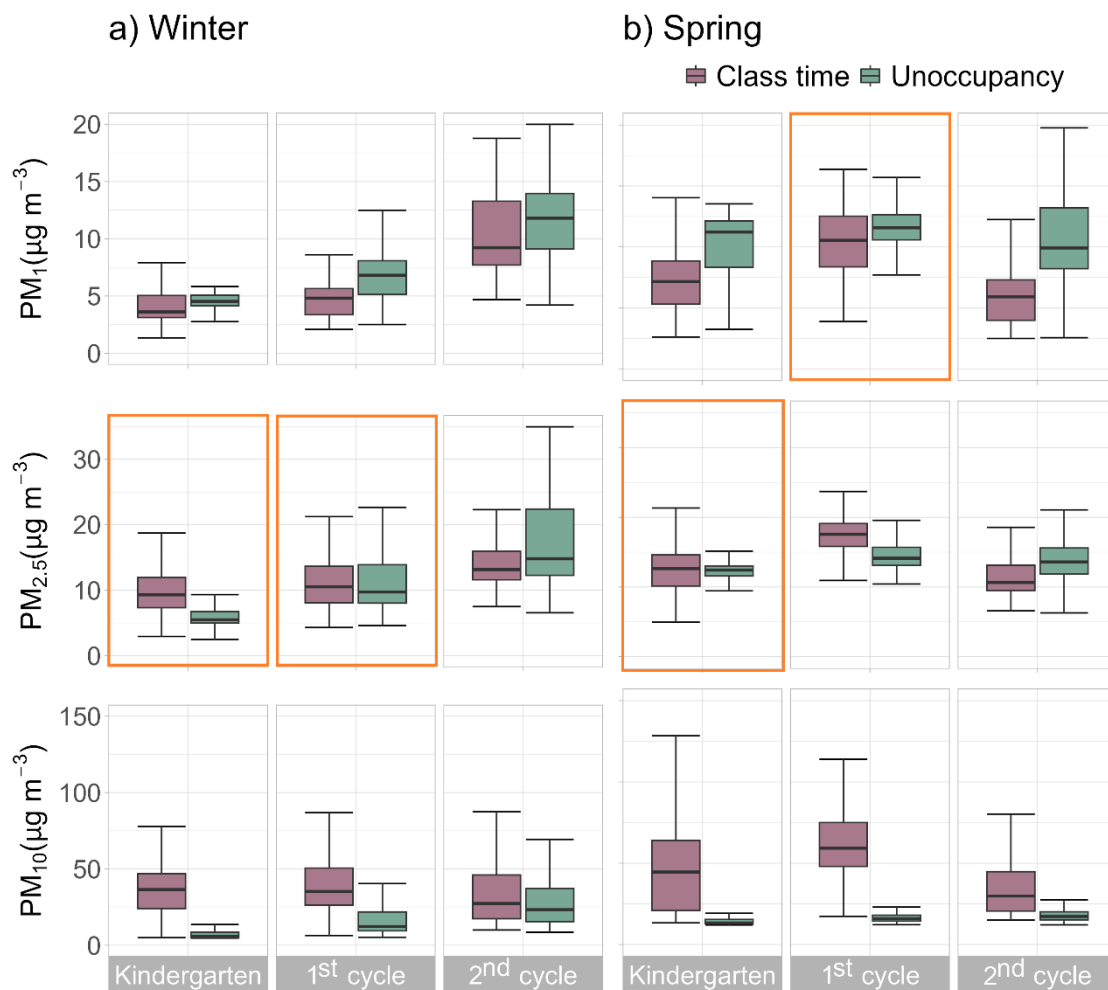 a) Winter
b) Spring
Class time
Unoccupancy
PM₁(µg m⁻³)
20
15
10
5
0
PM₂.₅(µg m⁻³)
30
20
10
0
PM₁₀(µg m⁻³)
150
100
50
0
Kindergarten
1ˢᵗ cycle
2ⁿᵈ cycle
Kindergarten
1ˢᵗ cycle
2ⁿᵈ cycle